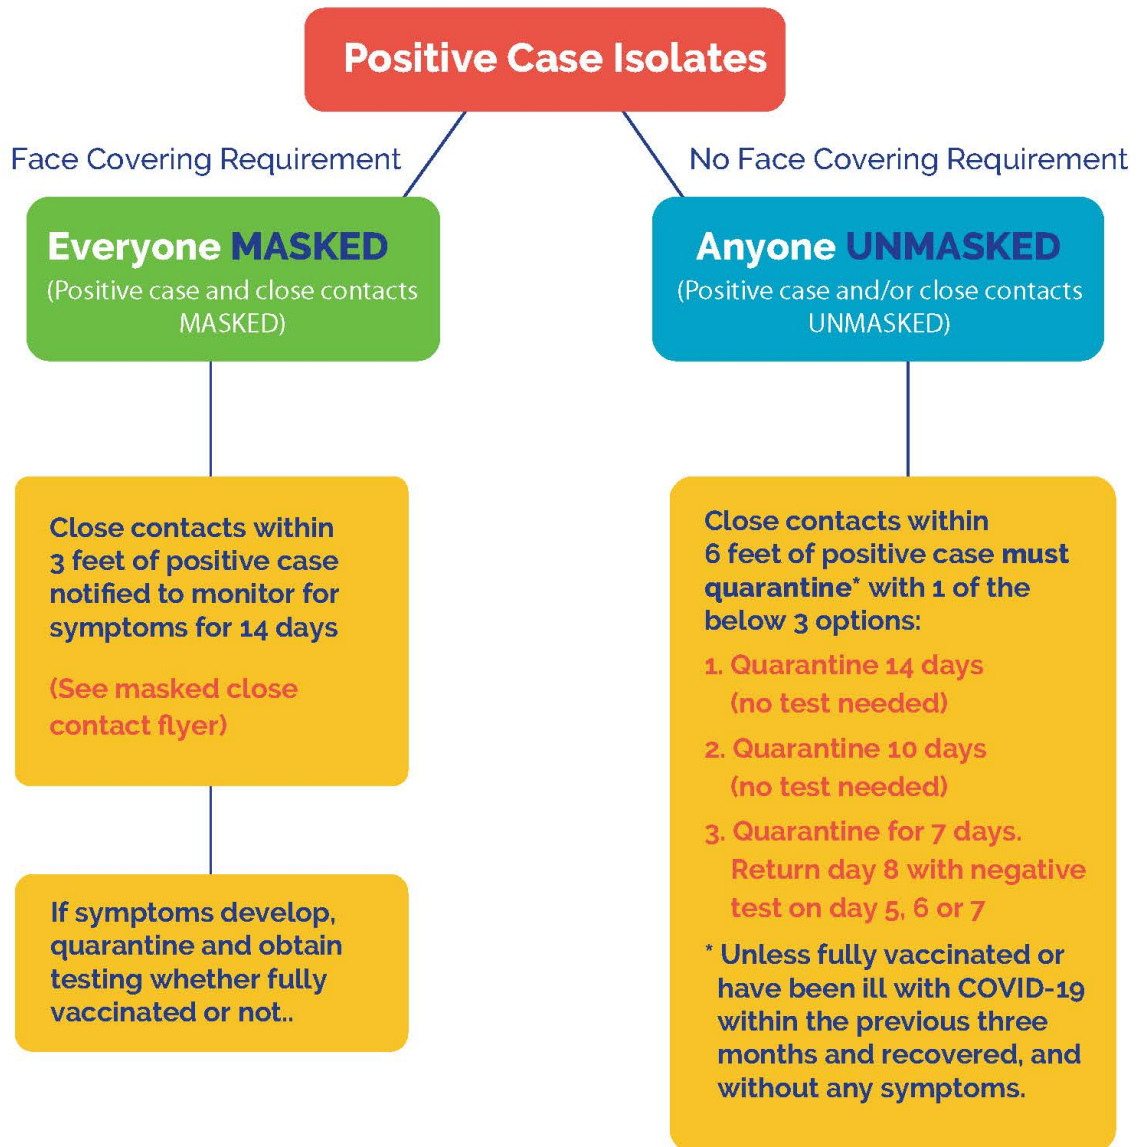 Positive Case Isolates
Face Covering Requirement
Everyone MASKED
(Positive case and close contacts
MASKED)
Close contacts within
3 feet of positive case
notified to monitor for
symptoms for 14 days
(See masked close
contact flyer)
If symptoms develop,
quarantine and obtain
testing whether fully
vaccinated or not..
No Face Covering Requirement
Anyone UNMASKED
(Positive case and/or close contacts
UNMASKED)
Close contacts within
6 feet of positive case must
quarantine* with 1 of the
below 3 options:
1. Quarantine 14 days
(no test needed)
2. Quarantine 10 days
(no test needed)
3. Quarantine for 7 days.
Return day 8 with negative
test on day 5, 6 or 7
* Unless fully vaccinated or
have been ill with COVID-19
within the previous three
months and recovered, and
without any symptoms.